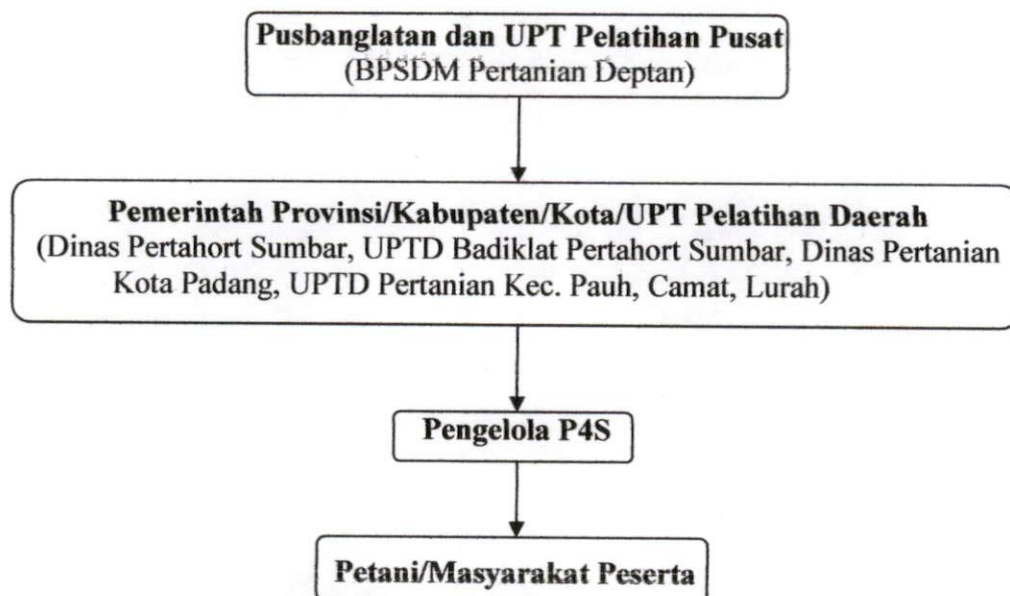 Pusbanglatan dan UPT Pelatihan Pusat
(BPSDM Pertanian Deptan)
Pemerintah Provinsi/Kabupaten/Kota/UPT Pelatihan Daerah
(Dinas Pertahort Sumbar, UPTD Badiklat Pertahort Sumbar, Dinas Pertanian
Kota Padang, UPTD Pertanian Kec. Pauh, Camat, Lurah)
Pengelola P4S
Petani/Masyarakat Peserta